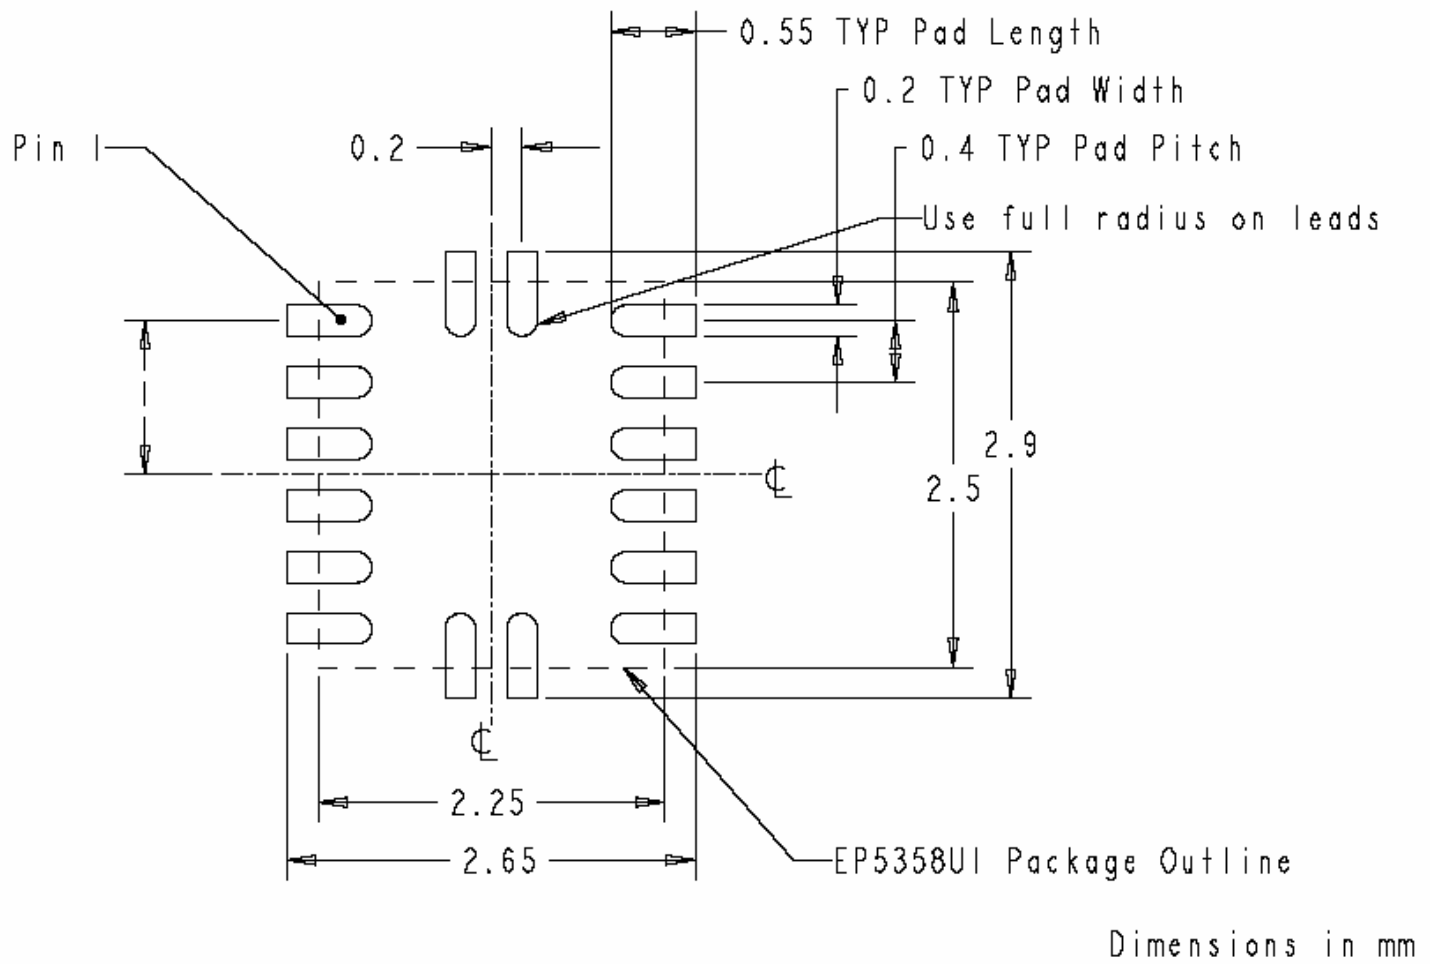 0.55 TYP Pad Length
0.2 TYP Pad Width
Pin 1
0.2
0.4 TYP Pad Pitch
Use full radius on leads
2.9
2.5
℄
℄
2.25
2.65
EP5358UI Package Outline
Dimensions in mm